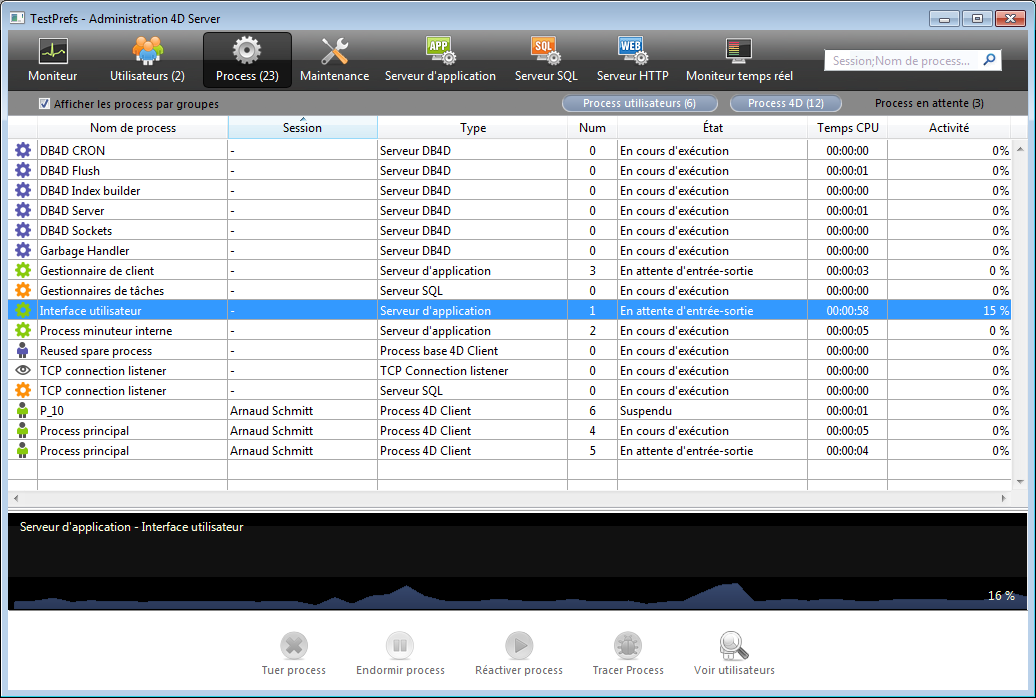 TestPrefs - Administration 4D Server
Moniteur Utilisateurs (2) Process (23) Maintenance Serveur d'application Serveur SQL Serveur HTTP Moniteur temps réel
APP SQL WEB
Session;Nom de process...
Afficher les process par groupes Process utilisateurs (6) Process 4D (12) Process en attente (3)
Nom de process Session Type Num État Temps CPU Activité
DB4D CRON - Serveur DB4D 0 En cours d'exécution 00:00:00 0%
DB4D Flush - Serveur DB4D 0 En cours d'exécution 00:00:01 0%
DB4D Index builder - Serveur DB4D 0 En cours d'exécution 00:00:00 0%
DB4D Server - Serveur DB4D 0 En cours d'exécution 00:00:01 0%
DB4D Sockets - Serveur DB4D 0 En cours d'exécution 00:00:00 0%
Garbage Handler - Serveur DB4D 0 En cours d'exécution 00:00:00 0%
Gestionnaire de client - Serveur d'application 3 En attente d'entrée-sortie 00:00:03 0 %
Gestionnaires de tâches - Serveur SQL 0 En cours d'exécution 00:00:00 0%
Interface utilisateur - Serveur d'application 1 En attente d'entrée-sortie 00:00:58 15 %
Process minuteur interne - Serveur d'application 2 En cours d'exécution 00:00:05 0 %
Reused spare process - Process base 4D Client 0 En cours d'exécution 00:00:00 0%
TCP connection listener - TCP Connection listener 0 En cours d'exécution 00:00:00 0%
TCP connection listener - Serveur SQL 0 En cours d'exécution 00:00:00 0%
P_10 Arnaud Schmitt Process 4D Client 6 Suspendu 00:00:01 0%
Process principal Arnaud Schmitt Process 4D Client 4 En cours d'exécution 00:00:05 0%
Process principal Arnaud Schmitt Process 4D Client 5 En attente d'entrée-sortie 00:00:04 0%
Serveur d'application - Interface utilisateur
16 %
Tuer process Endormir process Réactiver process Tracer Process Voir utilisateurs